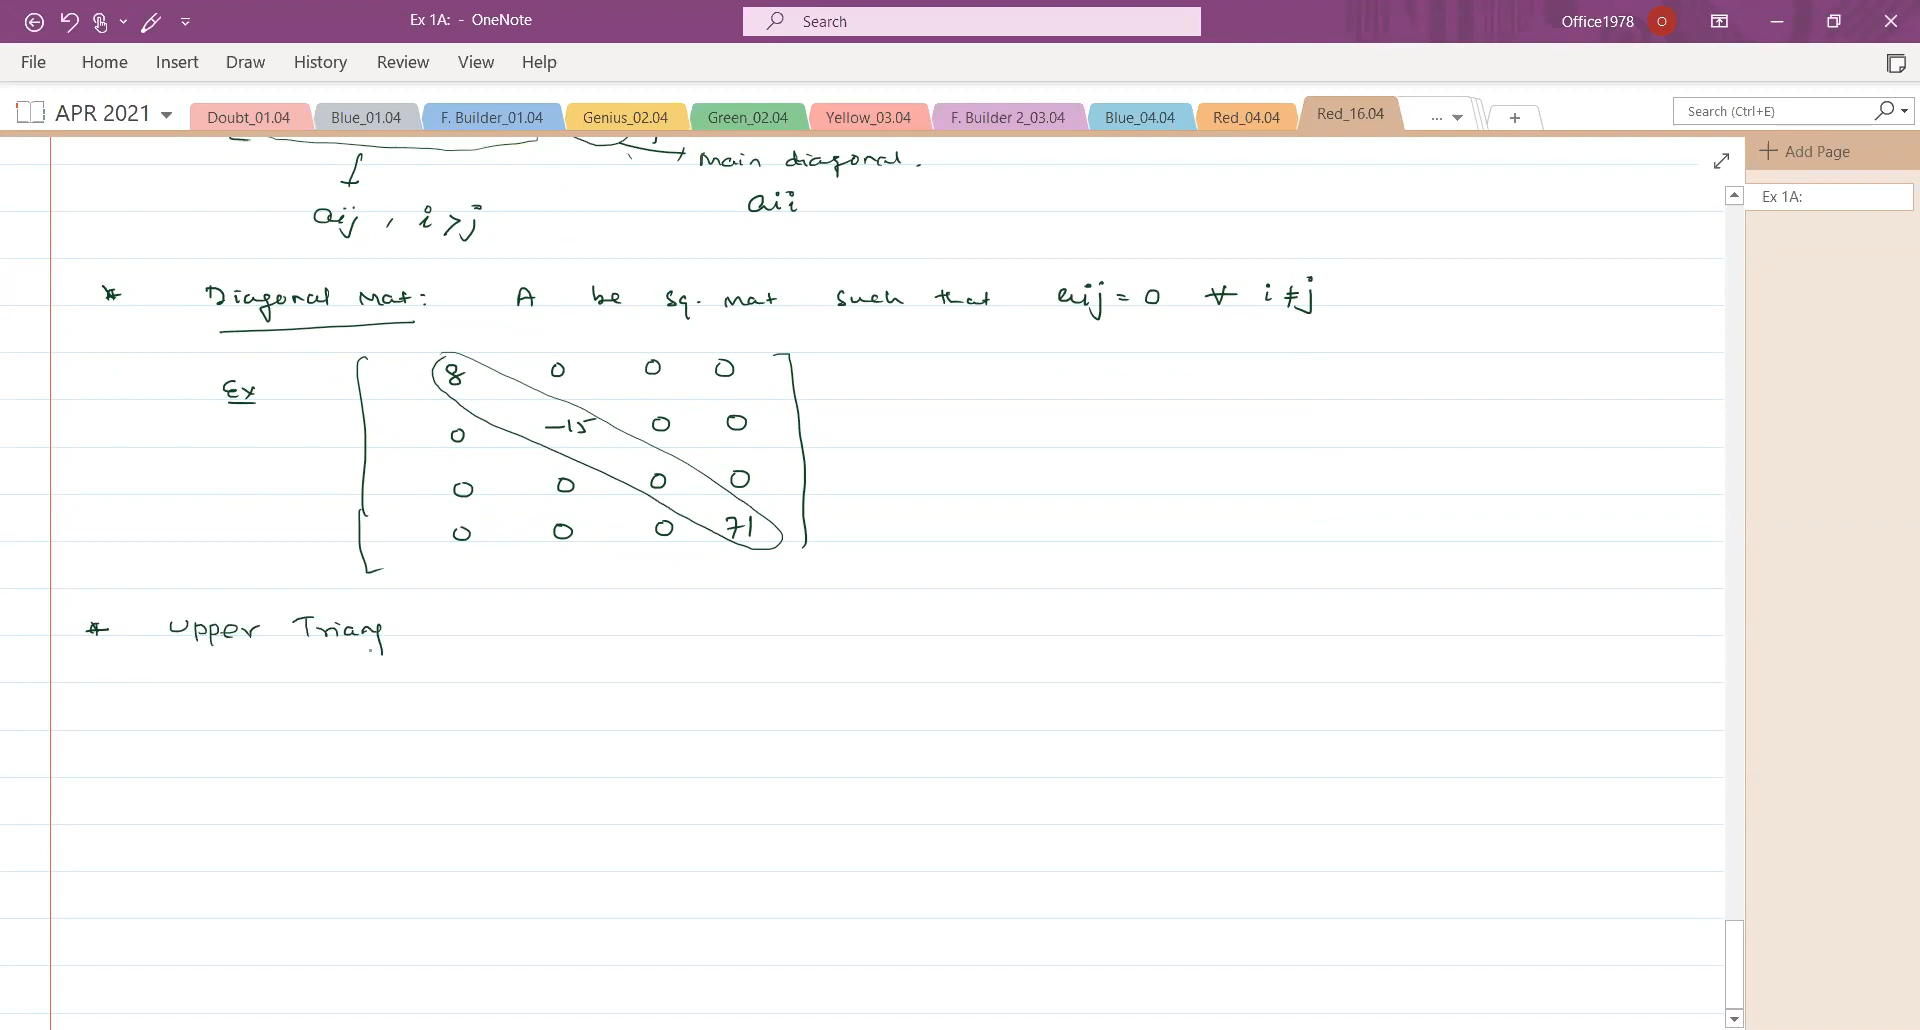 Ex 1A: - OneNote
Search
Office1978
O
File Home Insert Draw History Review View Help
APR 2021
Doubt_01.04 Blue_01.04 F. Builder_01.04 Genius_02.04 Green_02.04 Yellow_03.04 F. Builder 2_03.04 Blue_04.04 Red_04.04 Red_16.04 ... +
Search (Ctrl+E)
Add Page
Ex 1A:
main diagonal.
aij , i > j
aii
* Diagonal Mat: A be sq. mat such that aij = 0 ∀ i ≠ j
Ex
8 0 0 0
0 -15 0 0
0 0 0 0
0 0 0 71
* Upper Triang